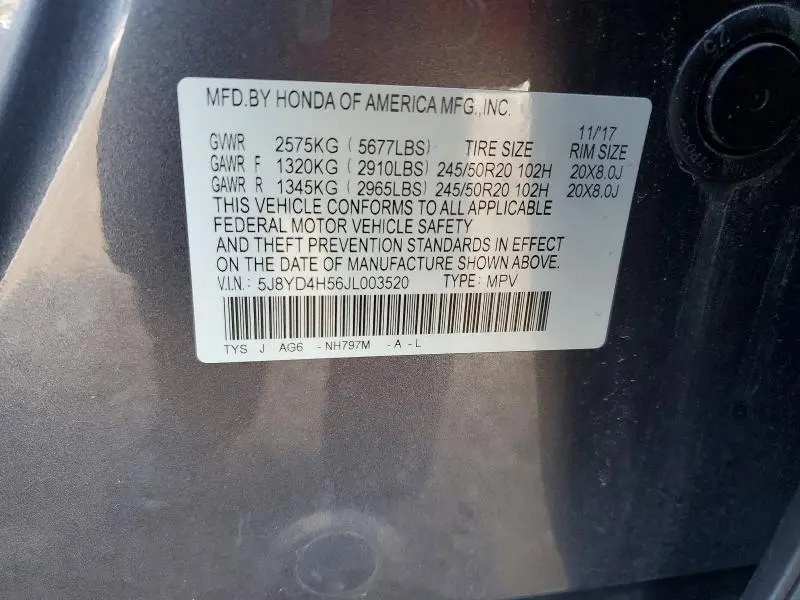 MFD.BY HONDA OF AMERICA MFG.,INC.
11/'17
GVWR 2575KG ( 5677LBS) TIRE SIZE RIM SIZE
GAWR F 1320KG ( 2910LBS) 245/50R20 102H 20X8.0J
GAWR R 1345KG ( 2965LBS) 245/50R20 102H 20X8.0J
THIS VEHICLE CONFORMS TO ALL APPLICABLE
FEDERAL MOTOR VEHICLE SAFETY
AND THEFT PREVENTION STANDARDS IN EFFECT
ON THE DATE OF MANUFACTURE SHOWN ABOVE.
V.I.N.: 5J8YD4H56JL003520 TYPE: MPV
TYS J AG6 -NH797M -A-L